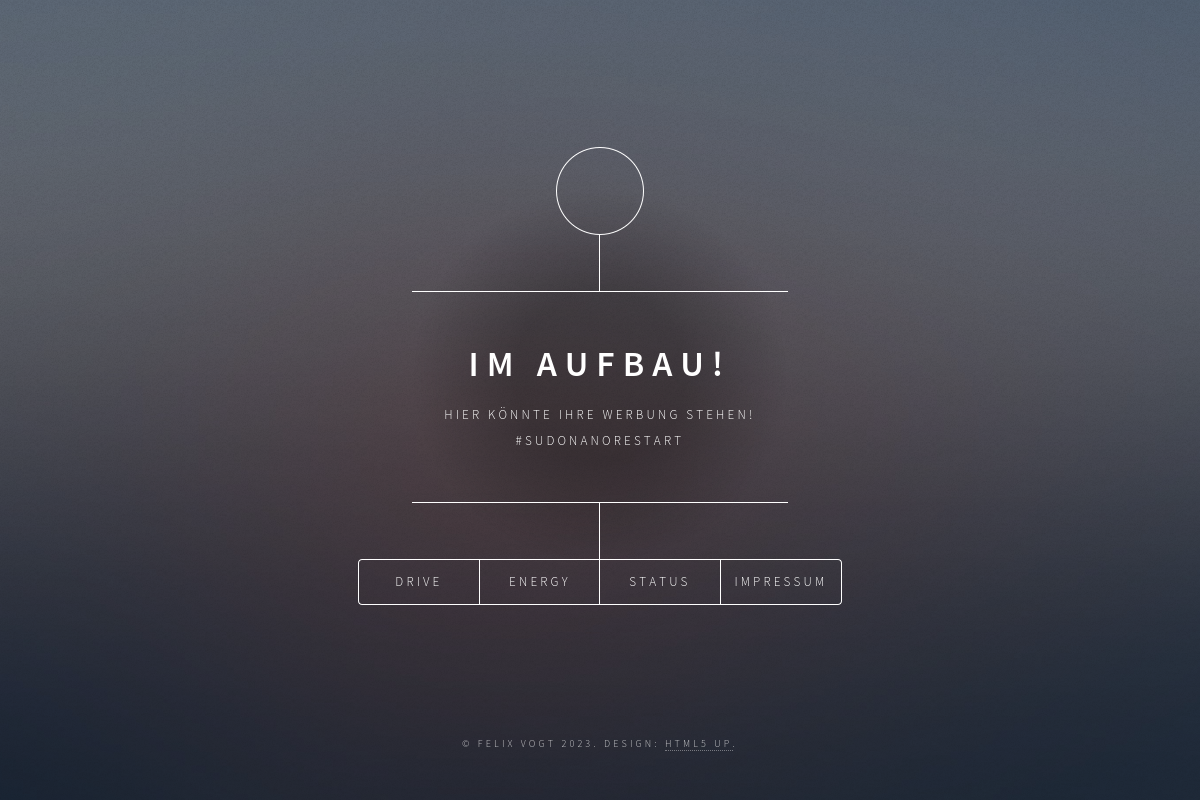 IM AUFBAU!
HIER KÖNNTE IHRE WERBUNG STEHEN!
#SUDONANORESTART
DRIVE
ENERGY
STATUS
IMPRESSUM
© FELIX VOGT 2023. DESIGN: HTML5 UP.